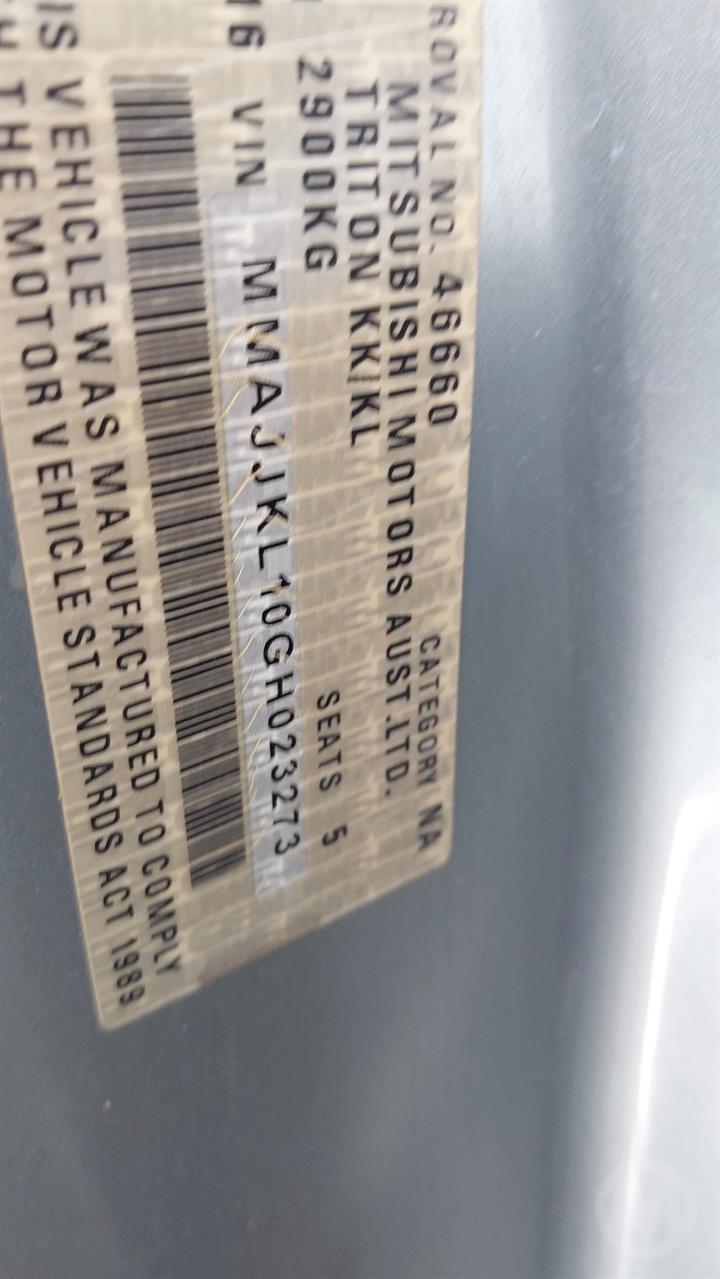 ROVAL NO. 46660 CATEGORY NA
MITSUBISHI MOTORS AUST.LTD.
TRITON KK/KL
2900KG SEATS 5
16 VIN MMAJJKL10GH023273
IS VEHICLE WAS MANUFACTURED TO COMPLY
THE MOTOR VEHICLE STANDARDS ACT 1989